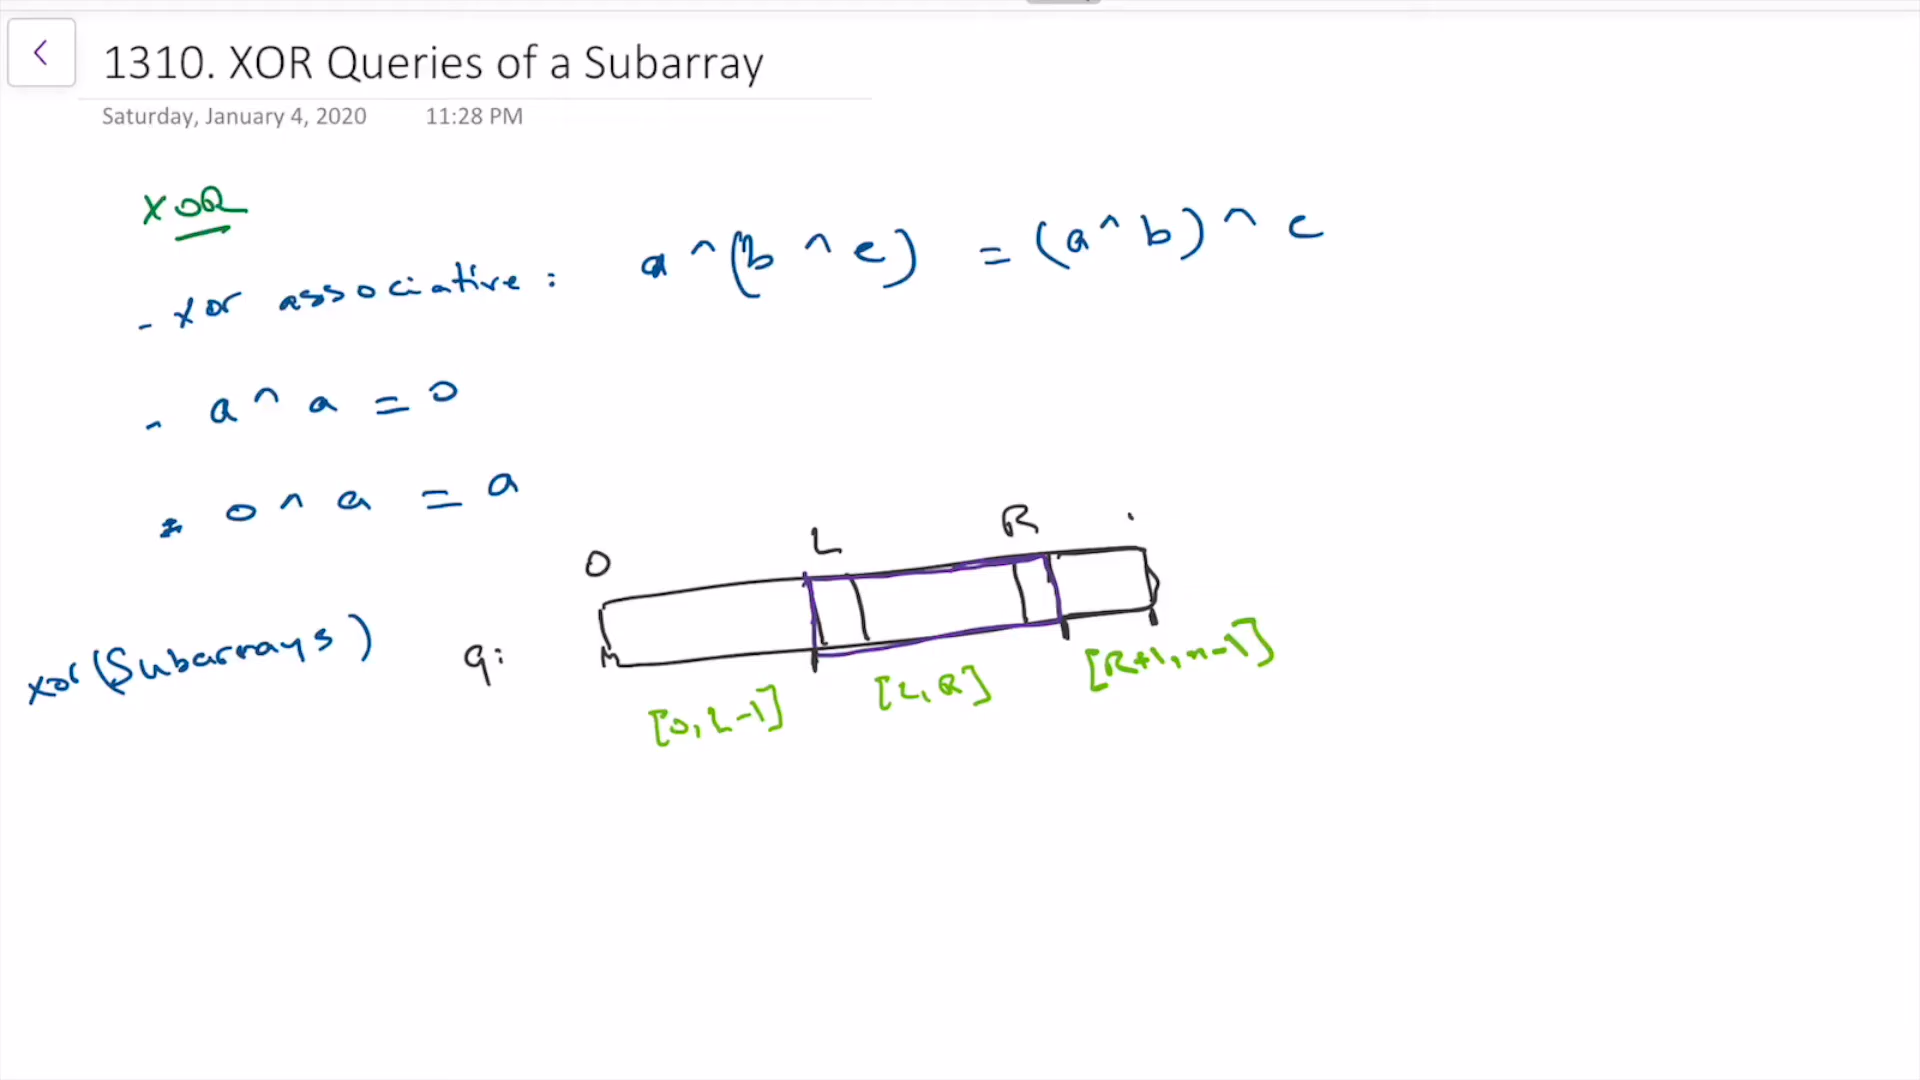 1310. XOR Queries of a Subarray
Saturday, January 4, 2020 11:28 PM
XOR
- xor associative : a ^ (b ^ c) = (a ^ b) ^ c
- a ^ a = 0
- 0 ^ a = a
0 L R
xor(Subarrays) q:
[0, L-1] [L, R] [R+1, n-1]